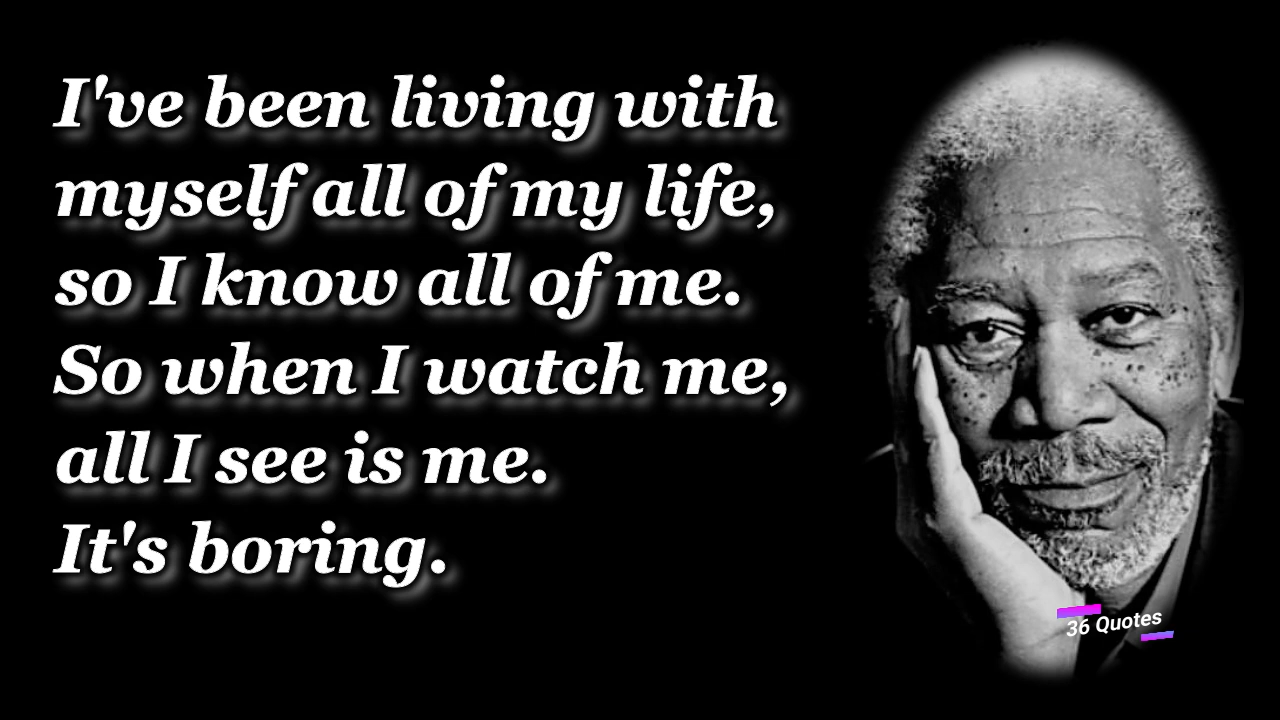 I've been living with
myself all of my life,
so I know all of me.
So when I watch me,
all I see is me.
It's boring.
36 Quotes